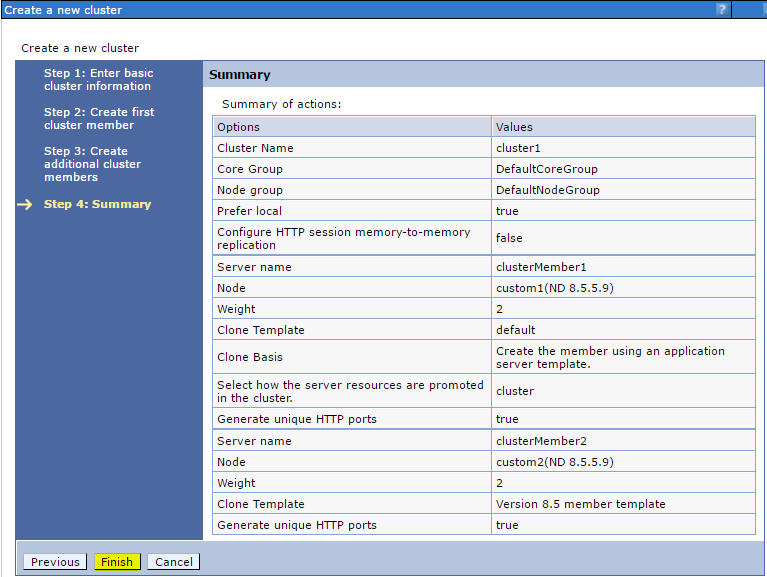 Create a new cluster
?
Create a new cluster
Step 1: Enter basic
cluster information
Step 2: Create first
cluster member
Step 3: Create
additional cluster
members
Step 4: Summary
Summary
Summary of actions:
Options Values
Cluster Name cluster1
Core Group DefaultCoreGroup
Node group DefaultNodeGroup
Prefer local true
Configure HTTP session memory-to-memory
replication false
Server name clusterMember1
Node custom1(ND 8.5.5.9)
Weight 2
Clone Template default
Clone Basis Create the member using an application
server template.
Select how the server resources are promoted
in the cluster. cluster
Generate unique HTTP ports true
Server name clusterMember2
Node custom2(ND 8.5.5.9)
Weight 2
Clone Template Version 8.5 member template
Generate unique HTTP ports true
Previous Finish Cancel